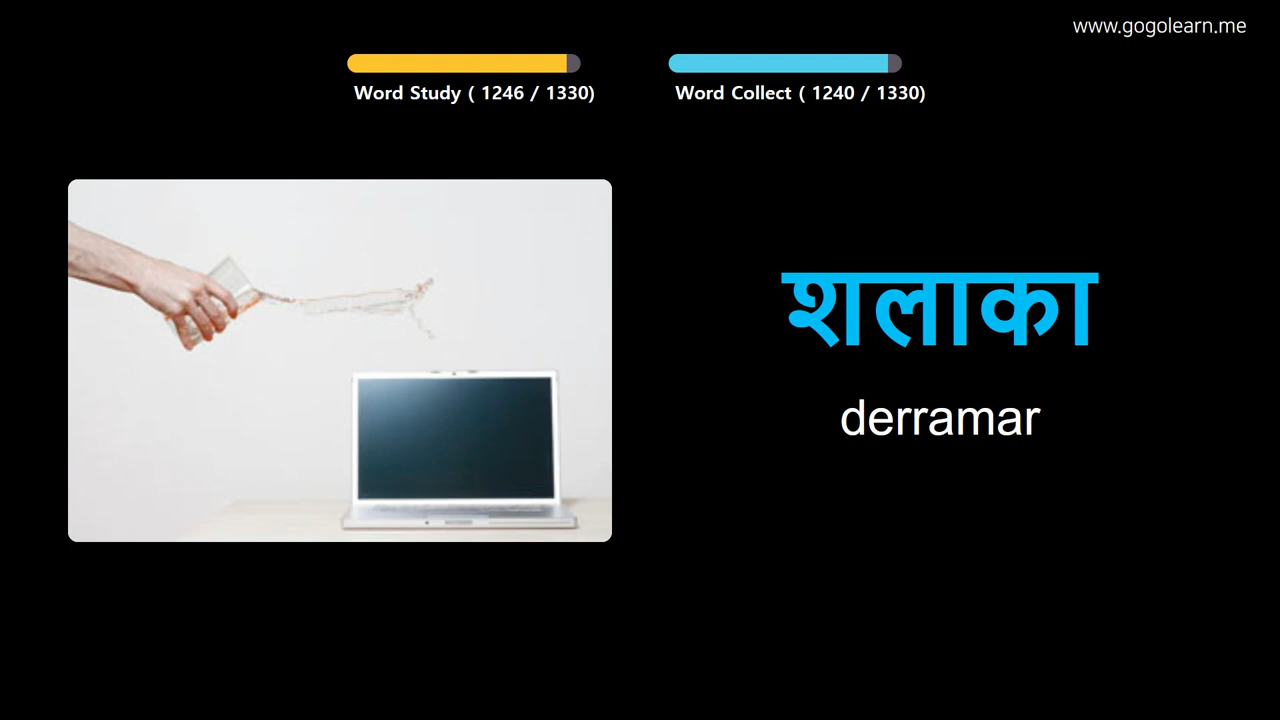 www.gogolearn.me
Word Study ( 1246 / 1330)
Word Collect ( 1240 / 1330)
शलाका
derramar